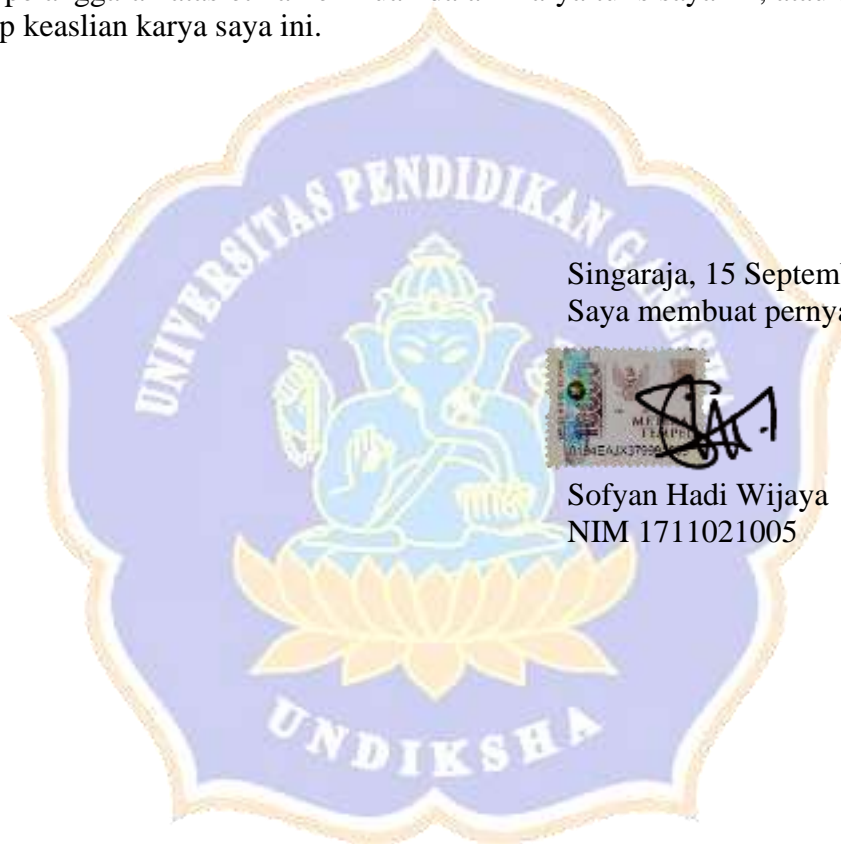 p keaslian karya saya ini.
UNIVERSITAS PENDIDIKAN GANESHA
Singaraja, 15 Septem
Saya membuat perny
METERAI
TEMPEL
Sofyan Hadi Wijaya
NIM 1711021005
UNDIKSHA